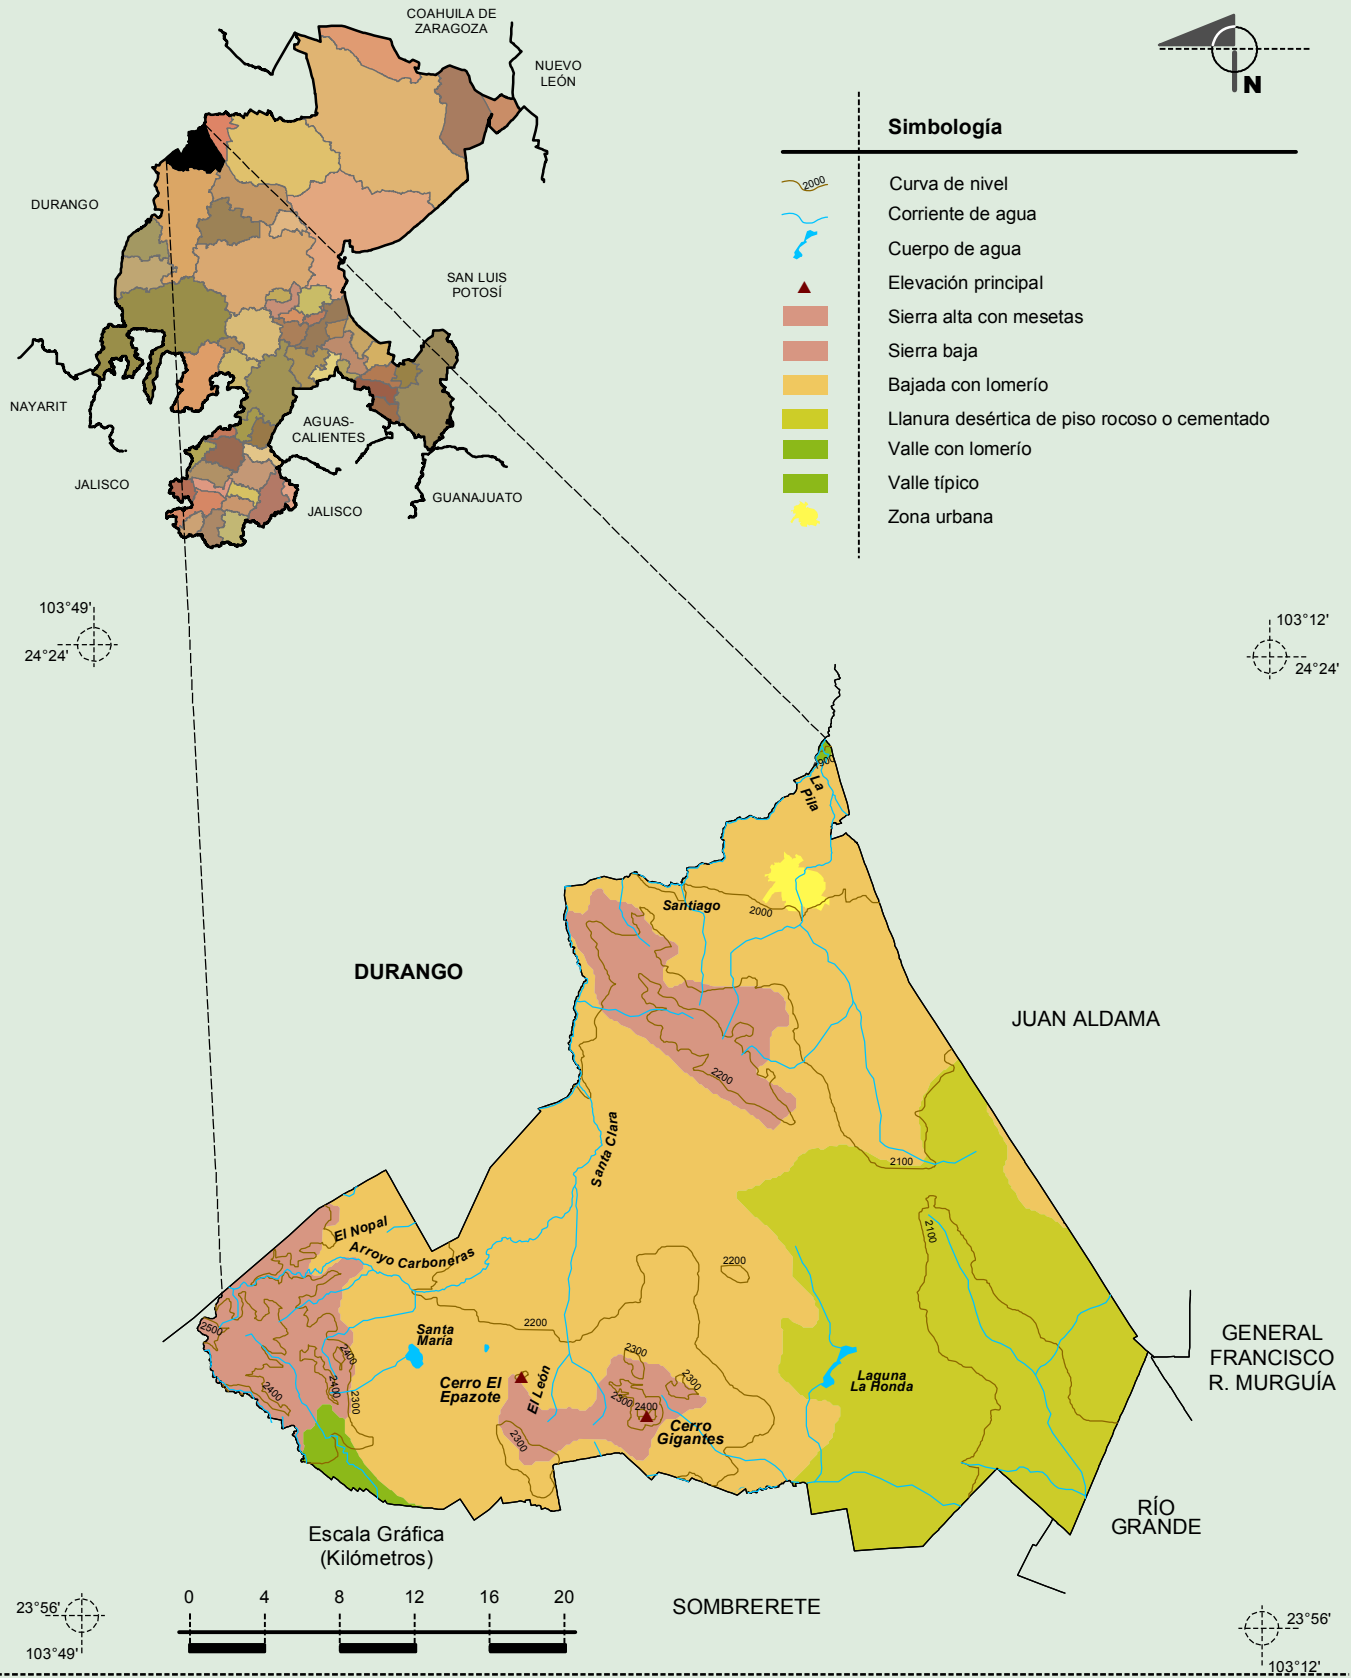 COAHUILA DE
ZARAGOZA
NUEVO
LEÓN
DURANGO
SAN LUIS
POTOSÍ
NAYARIT
AGUAS-
CALIENTES
JALISCO
JALISCO
GUANAJUATO
N
Simbología
2000
Curva de nivel
Corriente de agua
Cuerpo de agua
Elevación principal
Sierra alta con mesetas
Sierra baja
Bajada con lomerío
Llanura desértica de piso rocoso o cementado
Valle con lomerío
Valle típico
Zona urbana
103°49'
24°24'
103°12'
24°24'
1900
La
Pila
Santiago
2000
DURANGO
JUAN ALDAMA
2200
Santa Clara
2100
2100
El Nopal
Arroyo Carboneras
2200
2200
2500
Santa
María
2400
2400
2400
2300
Cerro El
Epazote
El León
2300
2300
2300
2300
2400
Cerro
Gigantes
Laguna
La Honda
GENERAL
FRANCISCO
R. MURGUÍA
RÍO
GRANDE
SOMBRERETE
Escala Gráfica
(Kilómetros)
0 4 8 12 16 20
23°56'
103°49'
23°56'
103°12'